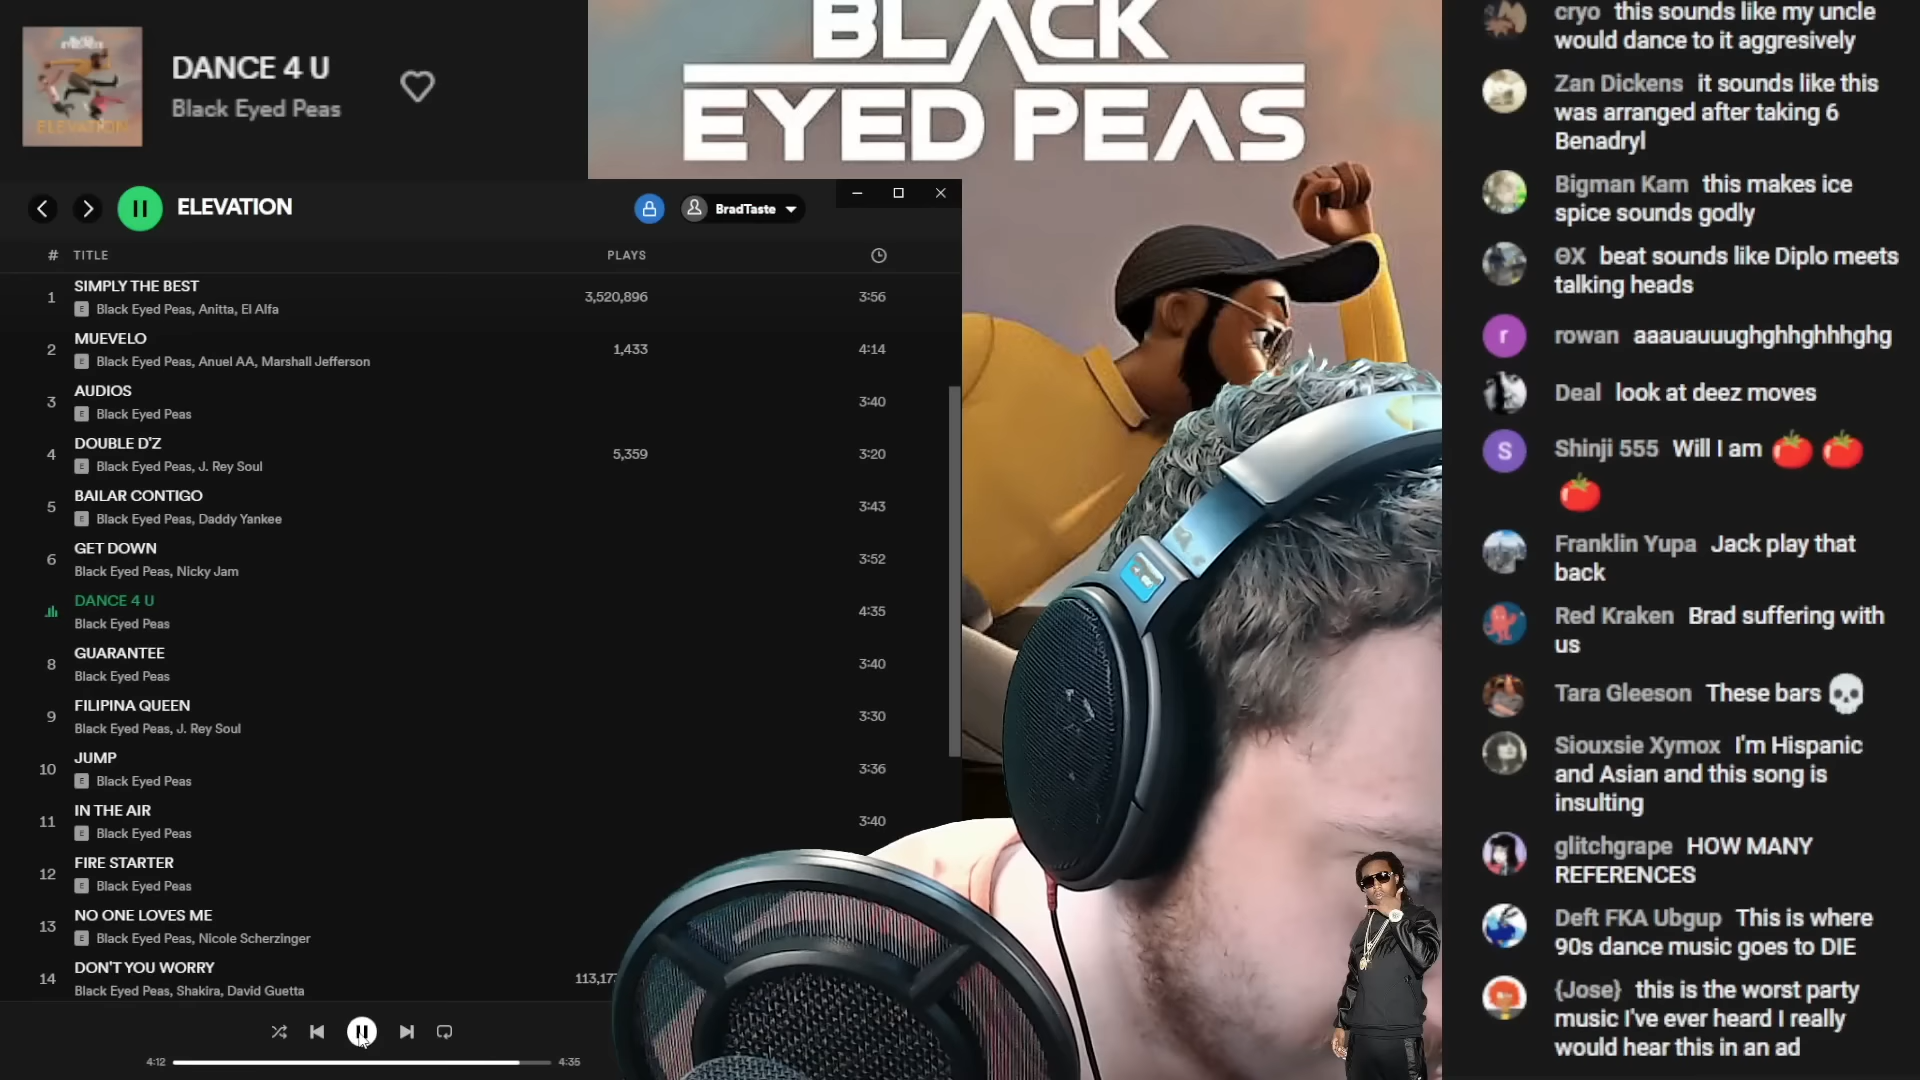 DANCE 4 U
Black Eyed Peas
ELEVATION
BLACK
EYED PEAS
ELEVATION
BradTaste
# TITLE PLAYS
1 SIMPLY THE BEST 3,520,896 3:56
E Black Eyed Peas, Anitta, El Alfa
2 MUEVELO 1,433 4:14
E Black Eyed Peas, Anuel AA, Marshall Jefferson
3 AUDIOS 3:40
E Black Eyed Peas
4 DOUBLE D'Z 5,359 3:20
E Black Eyed Peas, J. Rey Soul
5 BAILAR CONTIGO 3:43
E Black Eyed Peas, Daddy Yankee
6 GET DOWN 3:52
Black Eyed Peas, Nicky Jam
DANCE 4 U 4:35
Black Eyed Peas
8 GUARANTEE 3:40
Black Eyed Peas
9 FILIPINA QUEEN 3:30
Black Eyed Peas, J. Rey Soul
10 JUMP 3:36
E Black Eyed Peas
11 IN THE AIR 3:40
E Black Eyed Peas
12 FIRE STARTER
E Black Eyed Peas
13 NO ONE LOVES ME
E Black Eyed Peas, Nicole Scherzinger
14 DON'T YOU WORRY
Black Eyed Peas, Shakira, David Guetta
4:12 4:35
cryo this sounds like my uncle
would dance to it aggresively
Zan Dickens it sounds like this
was arranged after taking 6
Benadryl
Bigman Kam this makes ice
spice sounds godly
ΘX beat sounds like Diplo meets
talking heads
r rowan aaauauuughghhghhhghg
Deal look at deez moves
S Shinji 555 Will I am 🍅 🍅
🍅
Franklin Yupa Jack play that
back
Red Kraken Brad suffering with
us
Tara Gleeson These bars 💀
Siouxsie Xymox I'm Hispanic
and Asian and this song is
insulting
glitchgrape HOW MANY
REFERENCES
Deft FKA Ubgup This is where
90s dance music goes to DIE
{Jose} this is the worst party
music I've ever heard I really
would hear this in an ad